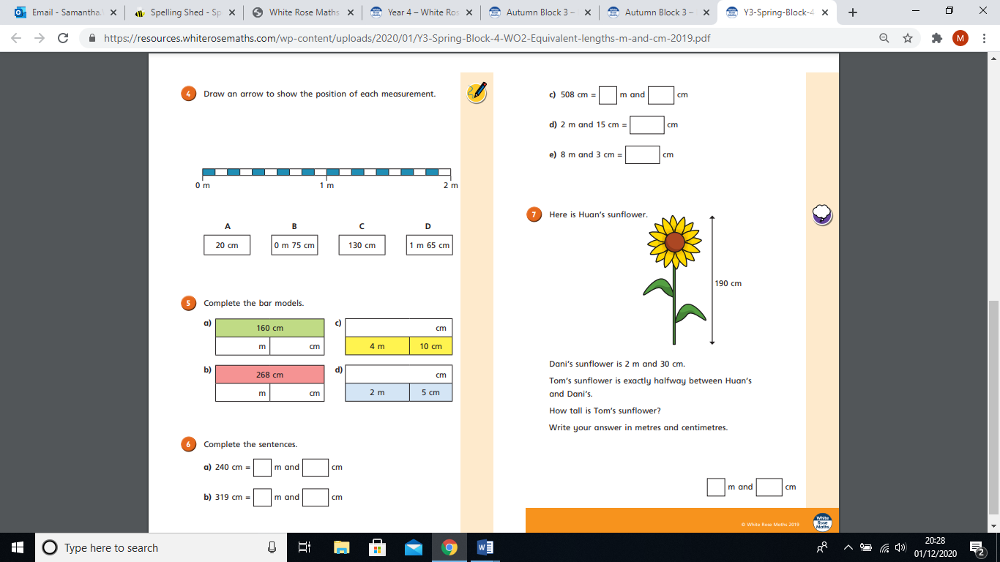 Email - Samantha.
Spelling Shed - Sp
White Rose Maths
Year 4 – White Ros
Autumn Block 3 –
Autumn Block 3 –
Y3-Spring-Block-4
https://resources.whiterosemaths.com/wp-content/uploads/2020/01/Y3-Spring-Block-4-WO2-Equivalent-lengths-m-and-cm-2019.pdf
M
4 Draw an arrow to show the position of each measurement.
0 m 1 m 2 m
A B C D
20 cm 0 m 75 cm 130 cm 1 m 65 cm
5 Complete the bar models.
a) 160 cm
m cm
b) 268 cm
m cm
c) cm
4 m 10 cm
d) cm
2 m 5 cm
6 Complete the sentences.
a) 240 cm = m and cm
b) 319 cm = m and cm
c) 508 cm = m and cm
d) 2 m and 15 cm = cm
e) 8 m and 3 cm = cm
7 Here is Huan's sunflower.
190 cm
Dani's sunflower is 2 m and 30 cm.
Tom's sunflower is exactly halfway between Huan's
and Dani's.
How tall is Tom's sunflower?
Write your answer in metres and centimetres.
m and cm
© White Rose Maths 2019
White
Rose
Maths
Type here to search
20:28
01/12/2020
2